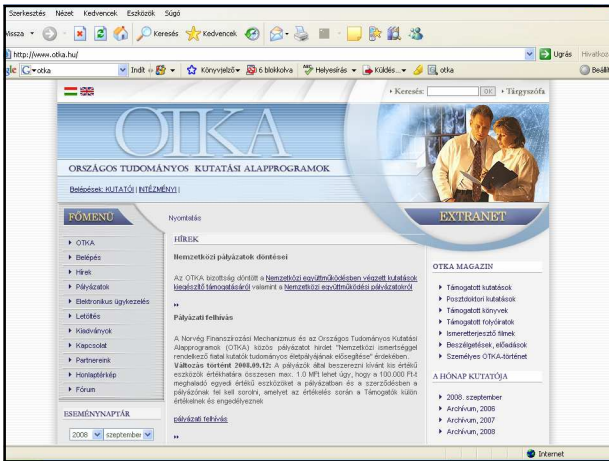 Szerkesztés Nézet Kedvencek Eszközök Súgó
Vissza Keresés Kedvencek
http://www.otka.hu/ Ugrás Hivatkozá
gle otka Indít Könyvjelző 6 blokkolva Helyesírás Küldés... otka Beállít
Keresés: OK Tárgyszófa
OTKA
ORSZÁGOS TUDOMÁNYOS KUTATÁSI ALAPPROGRAMOK
Belépések: KUTATÓI | INTÉZMÉNYI |
FŐMENÜ
Nyomtatás
EXTRANET
OTKA
Belépés
Hírek
Pályázatok
Elektronikus ügykezelés
Letöltés
Kiadványok
Kapcsolat
Partnereink
Honlaptérkép
Fórum
ESEMÉNYNAPTÁR
2008 szeptember
HÍREK
Nemzetközi pályázatok döntései
Az OTKA bizottság döntött a Nemzetközi együttműködésben végzett kutatások
kiegészítő támogatásáról valamint a Nemzetközi együttműködési pályázatokról
Pályázati felhívás
A Norvég Finanszírozási Mechanizmus és az Országos Tudományos Kutatási
Alapprogramok (OTKA) közös pályázatot hirdet "Nemzetközi ismertséggel
rendelkező fiatal kutatók tudományos életpályájának elősegítése" érdekében.
Változás történt 2008.09.12: A pályázók által beszerezni kívánt kis értékű
eszközök értékhatára összesen max. 1.0 MFt lehet úgy, hogy a 100,000 Ft-t
meghaladó egyedi értékű eszközöket a pályázatban és a szerződésben a
pályázónak fel kell sorolni, amelyet az értékelés során a Támogatók külön
értékelnek és engedélyeznek
pályázati felhívás
OTKA MAGAZIN
Támogatott kutatások
Posztdoktori kutatások
Támogatott könyvek
Támogatott folyóiratok
Ismeretterjesztő filmek
Beszélgetések, előadások
Személyes OTKA-történet
A HÓNAP KUTATÓJA
2008. szeptember
Archívum, 2006
Archívum, 2007
Archívum, 2008
Internet